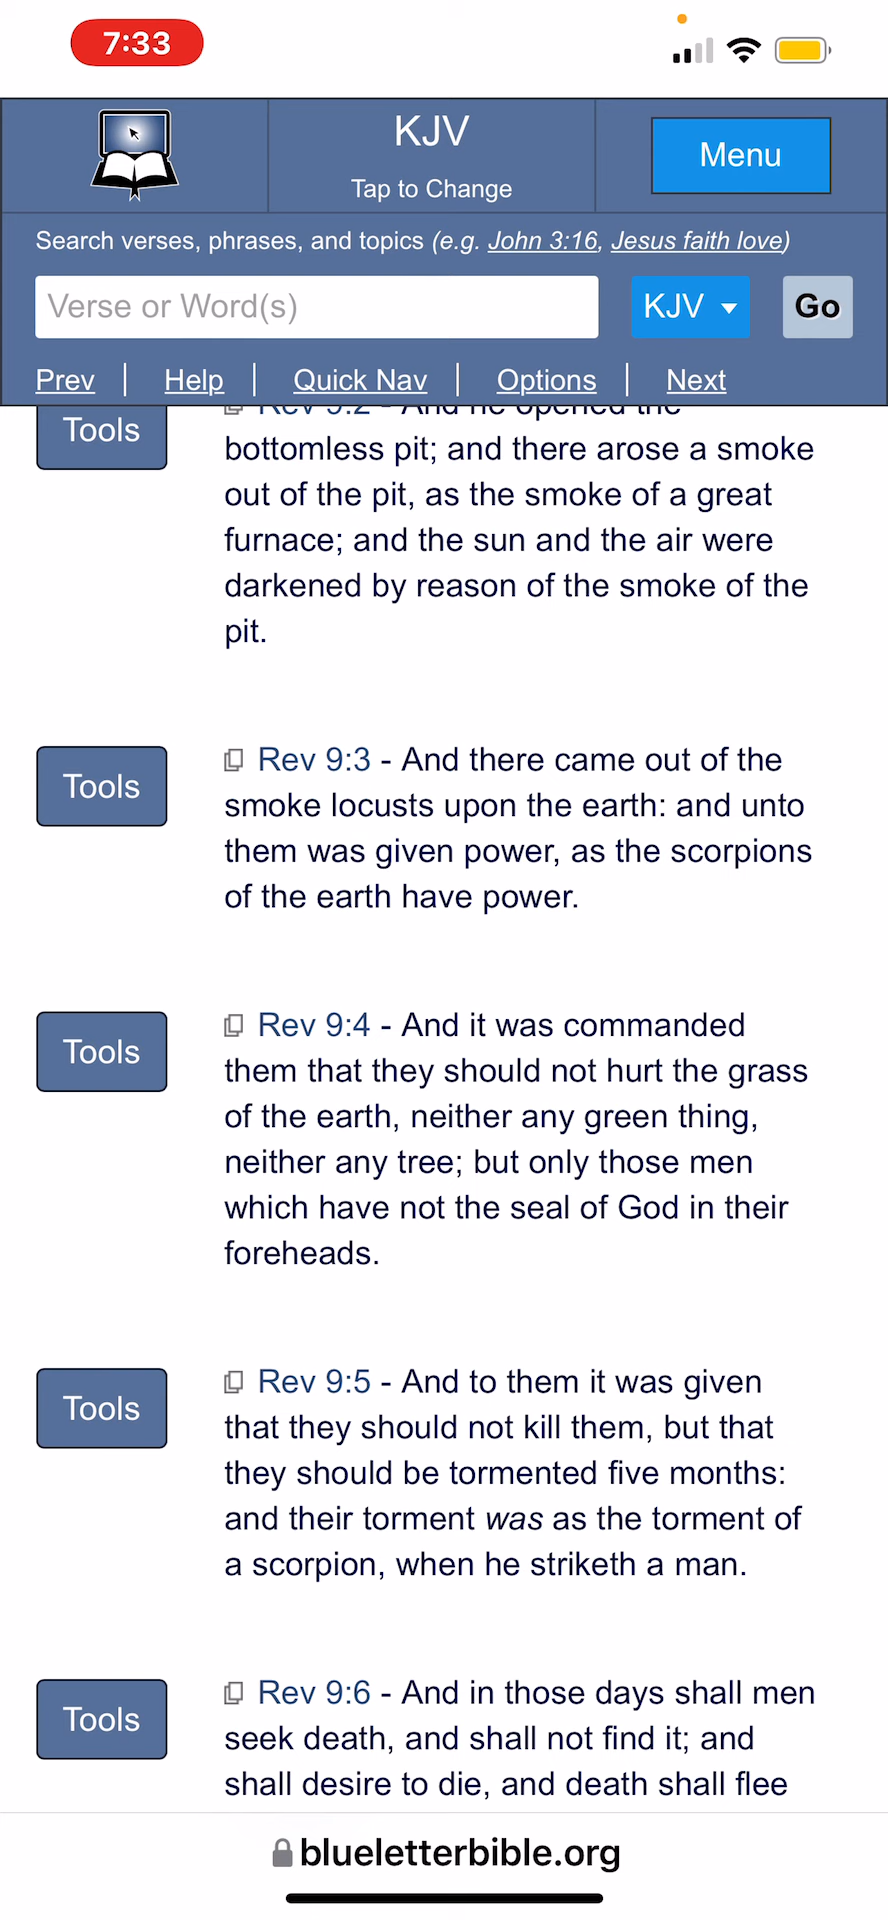 7:33
KJV
Tap to Change
Menu
Search verses, phrases, and topics (e.g. John 3:16, Jesus faith love)
Verse or Word(s)
KJV
Go
Prev | Help | Quick Nav | Options | Next
Tools
Rev 9:2 - And he opened the
bottomless pit; and there arose a smoke
out of the pit, as the smoke of a great
furnace; and the sun and the air were
darkened by reason of the smoke of the
pit.
Tools
Rev 9:3 - And there came out of the
smoke locusts upon the earth: and unto
them was given power, as the scorpions
of the earth have power.
Tools
Rev 9:4 - And it was commanded
them that they should not hurt the grass
of the earth, neither any green thing,
neither any tree; but only those men
which have not the seal of God in their
foreheads.
Tools
Rev 9:5 - And to them it was given
that they should not kill them, but that
they should be tormented five months:
and their torment was as the torment of
a scorpion, when he striketh a man.
Tools
Rev 9:6 - And in those days shall men
seek death, and shall not find it; and
shall desire to die, and death shall flee
blueletterbible.org